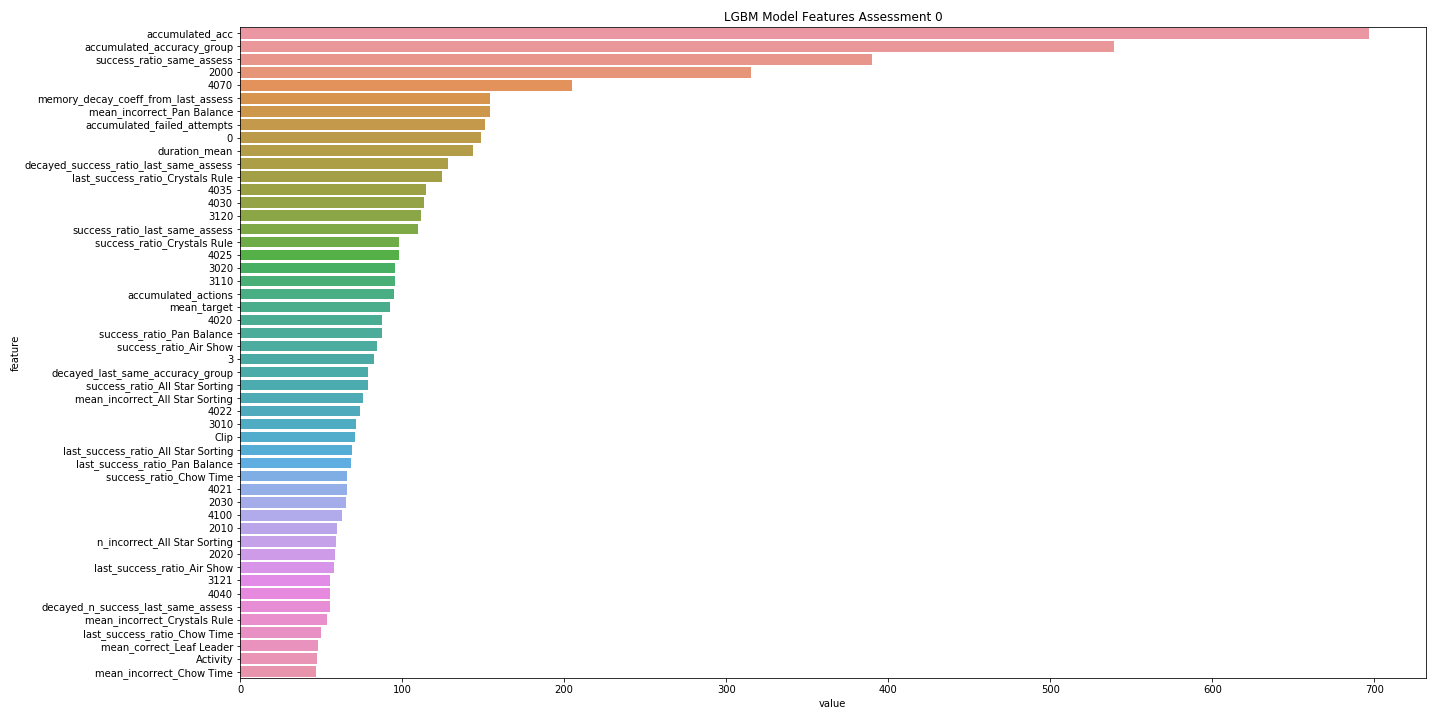 LGBM Model Features Assessment 0
feature
accumulated_acc
accumulated_accuracy_group
success_ratio_same_assess
2000
4070
memory_decay_coeff_from_last_assess
mean_incorrect_Pan Balance
accumulated_failed_attempts
0
duration_mean
decayed_success_ratio_last_same_assess
last_success_ratio_Crystals Rule
4035
4030
3120
success_ratio_last_same_assess
success_ratio_Crystals Rule
4025
3020
3110
accumulated_actions
mean_target
4020
success_ratio_Pan Balance
success_ratio_Air Show
3
decayed_last_same_accuracy_group
success_ratio_All Star Sorting
mean_incorrect_All Star Sorting
4022
3010
Clip
last_success_ratio_All Star Sorting
last_success_ratio_Pan Balance
success_ratio_Chow Time
4021
2030
4100
2010
n_incorrect_All Star Sorting
2020
last_success_ratio_Air Show
3121
4040
decayed_n_success_last_same_assess
mean_incorrect_Crystals Rule
last_success_ratio_Chow Time
mean_correct_Leaf Leader
Activity
mean_incorrect_Chow Time
0 100 200 300 400 500 600 700
value